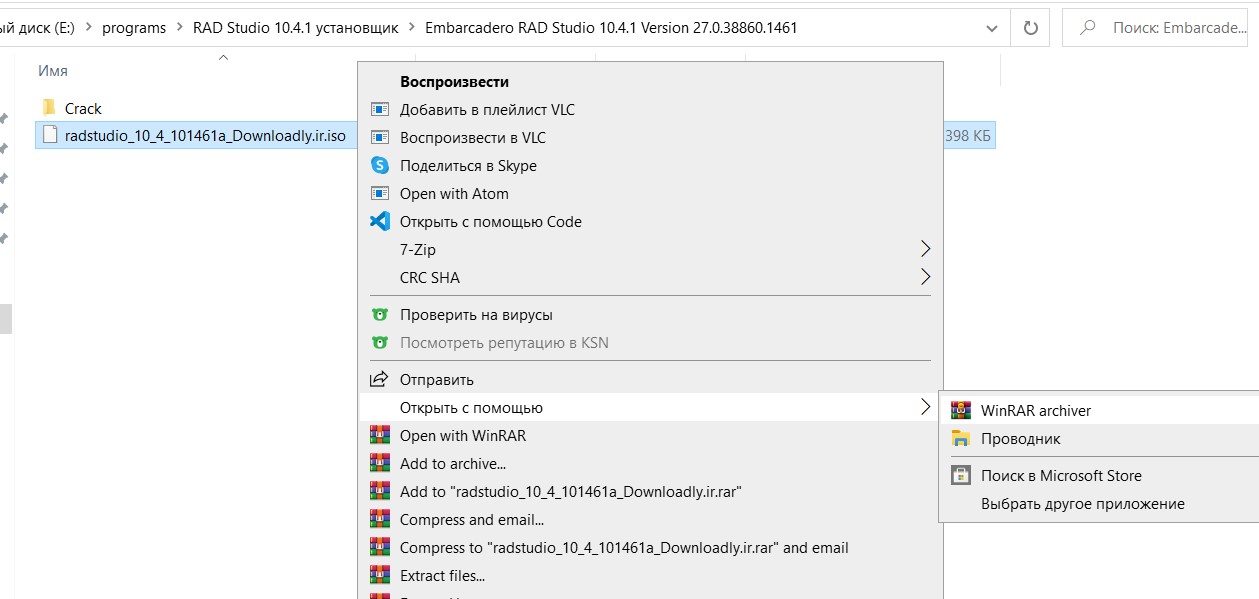 ый диск (E:) > programs > RAD Studio 10.4.1 установщик > Embarcadero RAD Studio 10.4.1 Version 27.0.38860.1461
Поиск: Embarcade...
Имя
Crack
radstudio_10_4_101461a_Downloadly.ir.iso
398 КБ
Воспроизвести
Добавить в плейлист VLC
Воспроизвести в VLC
Поделиться в Skype
Open with Atom
Открыть с помощью Code
7-Zip
CRC SHA
Проверить на вирусы
Посмотреть репутацию в KSN
Отправить
Открыть с помощью
Open with WinRAR
Add to archive...
Add to "radstudio_10_4_101461a_Downloadly.ir.rar"
Compress and email...
Compress to "radstudio_10_4_101461a_Downloadly.ir.rar" and email
Extract files...
WinRAR archiver
Проводник
Поиск в Microsoft Store
Выбрать другое приложение